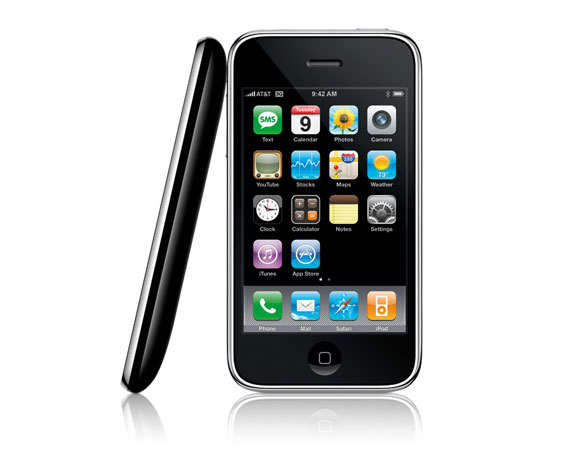 AT&T 3G 9:42 AM
SMS Tuesday 9 280 73°
Text Calendar Photos Camera
YouTube Stocks Maps Weather
Clock Calculator Notes Settings
iTunes App Store
Phone Mail Safari iPod